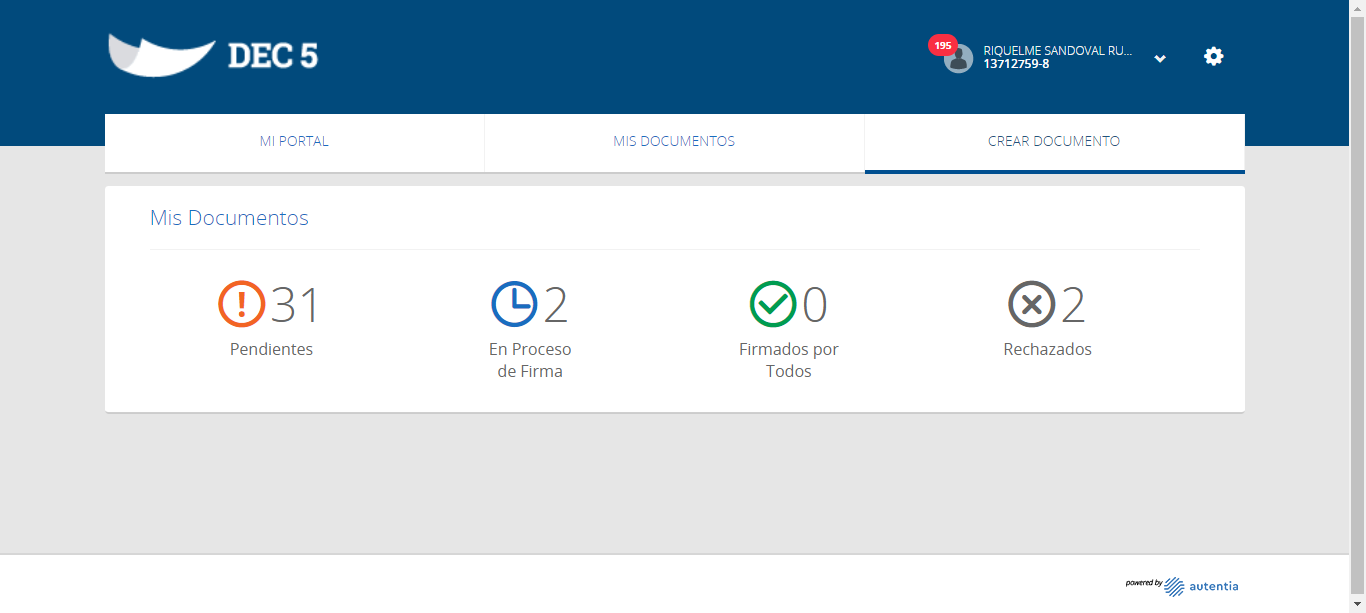 DEC 5
195
RIQUELME SANDOVAL RU...
13712759-8
MI PORTAL
MIS DOCUMENTOS
CREAR DOCUMENTO
Mis Documentos
31
Pendientes
2
En Proceso
de Firma
0
Firmados por
Todos
2
Rechazados
powered by autentia